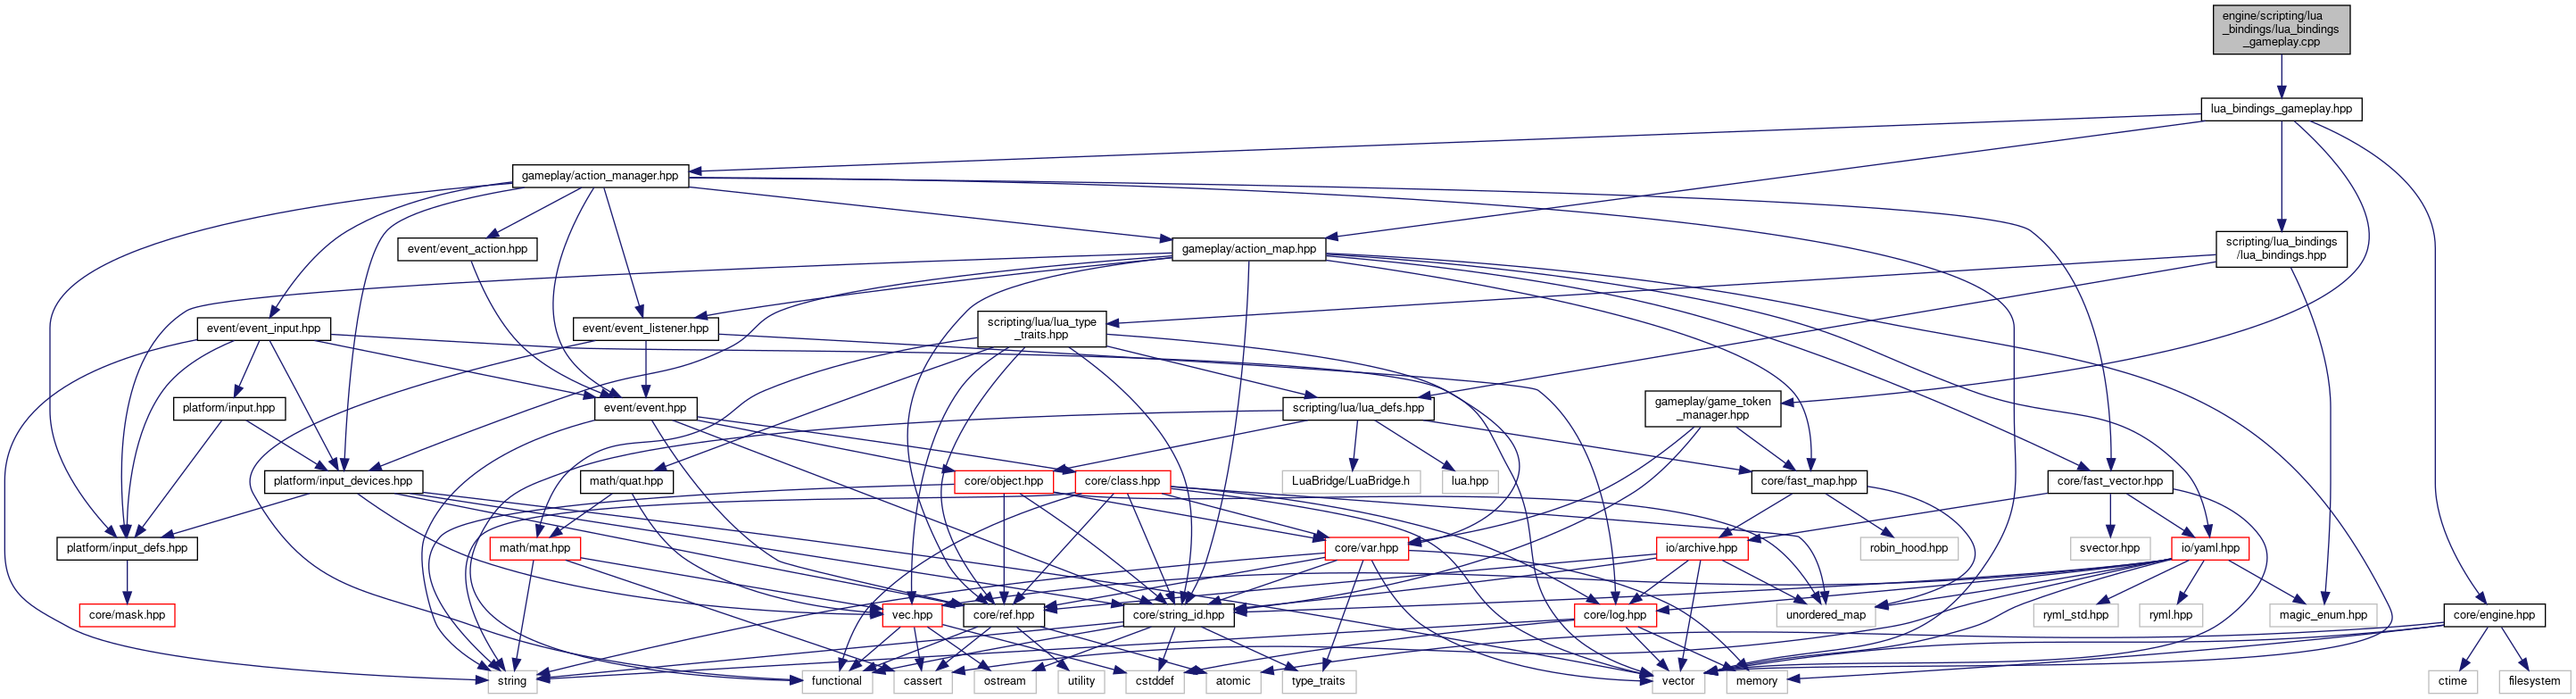 engine/scripting/lua
_bindings/lua_bindings
_gameplay.cpp
lua_bindings_gameplay.hpp
gameplay/action_manager.hpp
event/event_action.hpp
gameplay/action_map.hpp
scripting/lua_bindings
/lua_bindings.hpp
event/event_input.hpp
event/event_listener.hpp
scripting/lua/lua_type
_traits.hpp
platform/input.hpp
event/event.hpp
scripting/lua/lua_defs.hpp
gameplay/game_token
_manager.hpp
platform/input_devices.hpp
math/quat.hpp
core/object.hpp
core/class.hpp
LuaBridge/LuaBridge.h
lua.hpp
core/fast_map.hpp
core/fast_vector.hpp
platform/input_defs.hpp
math/mat.hpp
core/var.hpp
io/archive.hpp
robin_hood.hpp
svector.hpp
io/yaml.hpp
core/mask.hpp
vec.hpp
core/ref.hpp
core/string_id.hpp
core/log.hpp
unordered_map
ryml_std.hpp
ryml.hpp
magic_enum.hpp
core/engine.hpp
string
functional
cassert
ostream
utility
cstddef
atomic
type_traits
vector
memory
ctime
filesystem